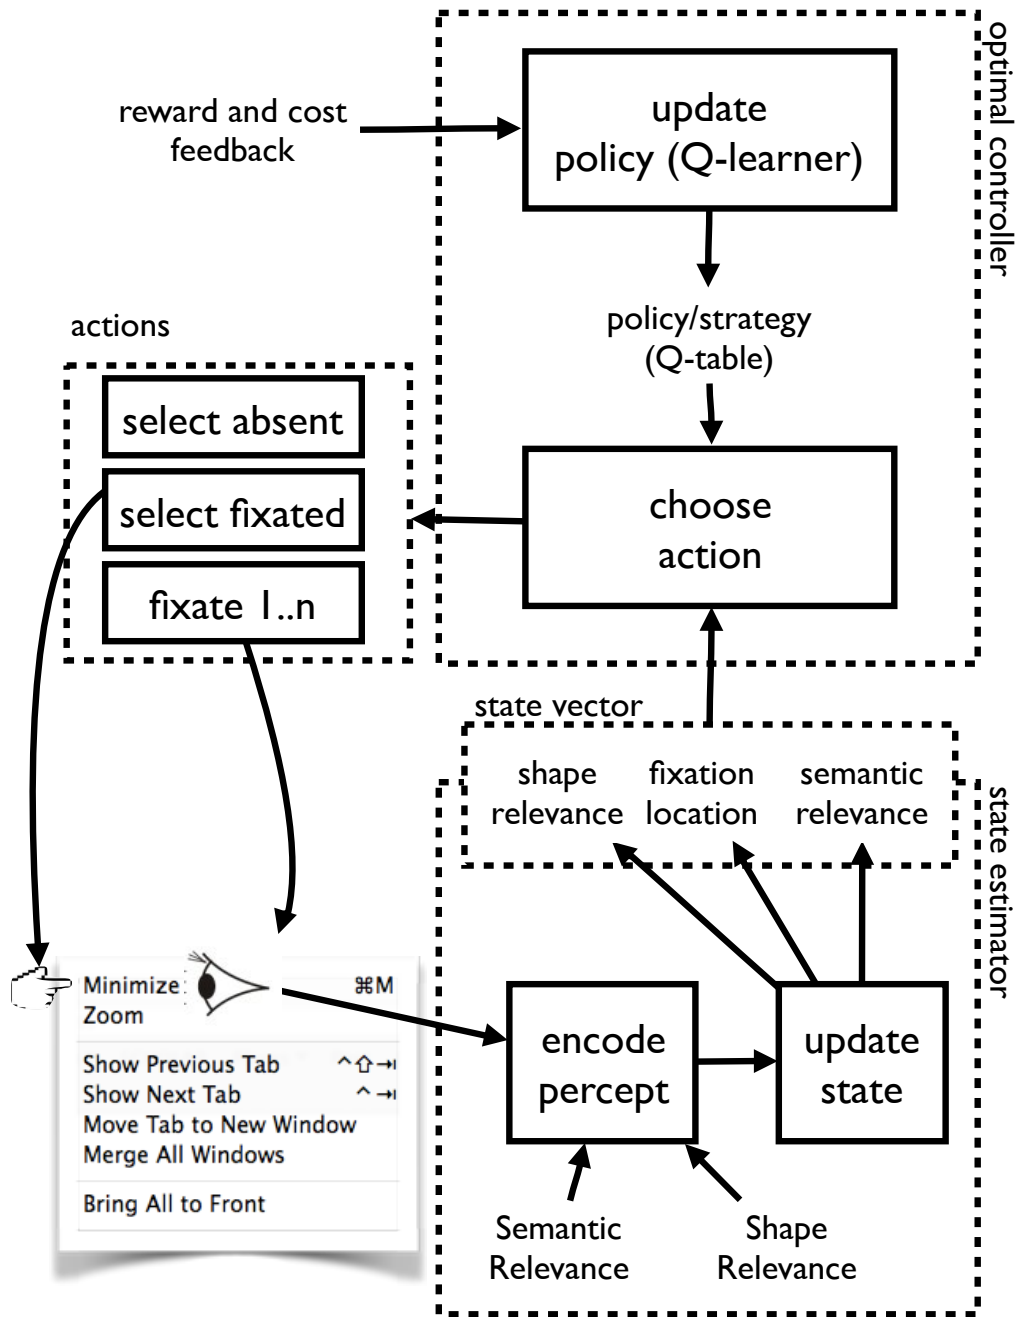 reward and cost
feedback
update
policy (Q-learner)
optimal controller
policy/strategy
(Q-table)
actions
select absent
select fixated
fixate 1..n
choose
action
state vector
shape
relevance
fixation
location
semantic
relevance
state estimator
Minimize ⌘M
Zoom
Show Previous Tab ^⇧⇥
Show Next Tab ^⇥
Move Tab to New Window
Merge All Windows
Bring All to Front
encode
percept
update
state
Semantic
Relevance
Shape
Relevance